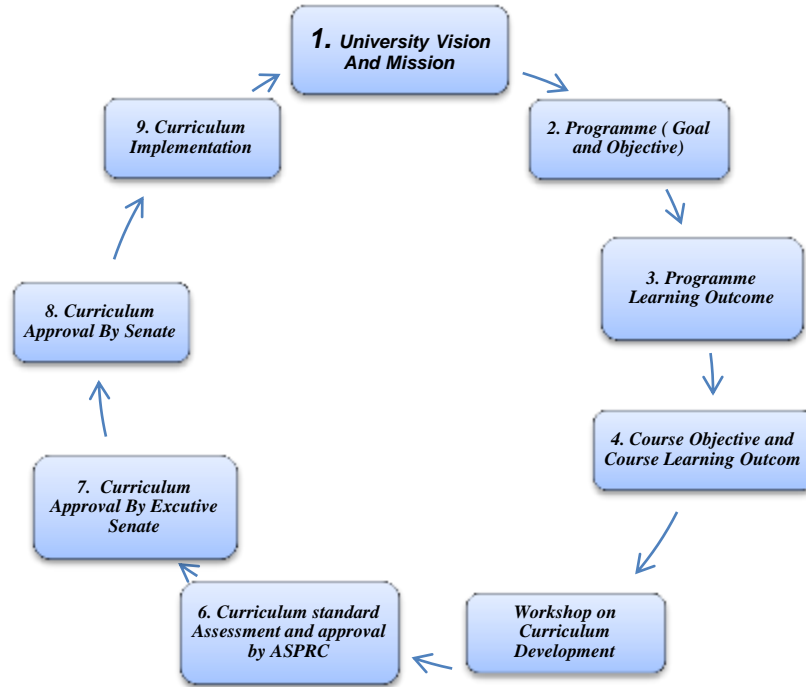 1. University Vision
And Mission
2. Programme ( Goal
and Objective)
3. Programme
Learning Outcome
4. Course Objective and
Course Learning Outcom
Workshop on
Curriculum
Development
6. Curriculum standard
Assessment and approval
by ASPRC
7. Curriculum
Approval By Excutive
Senate
8. Curriculum
Approval By Senate
9. Curriculum
Implementation